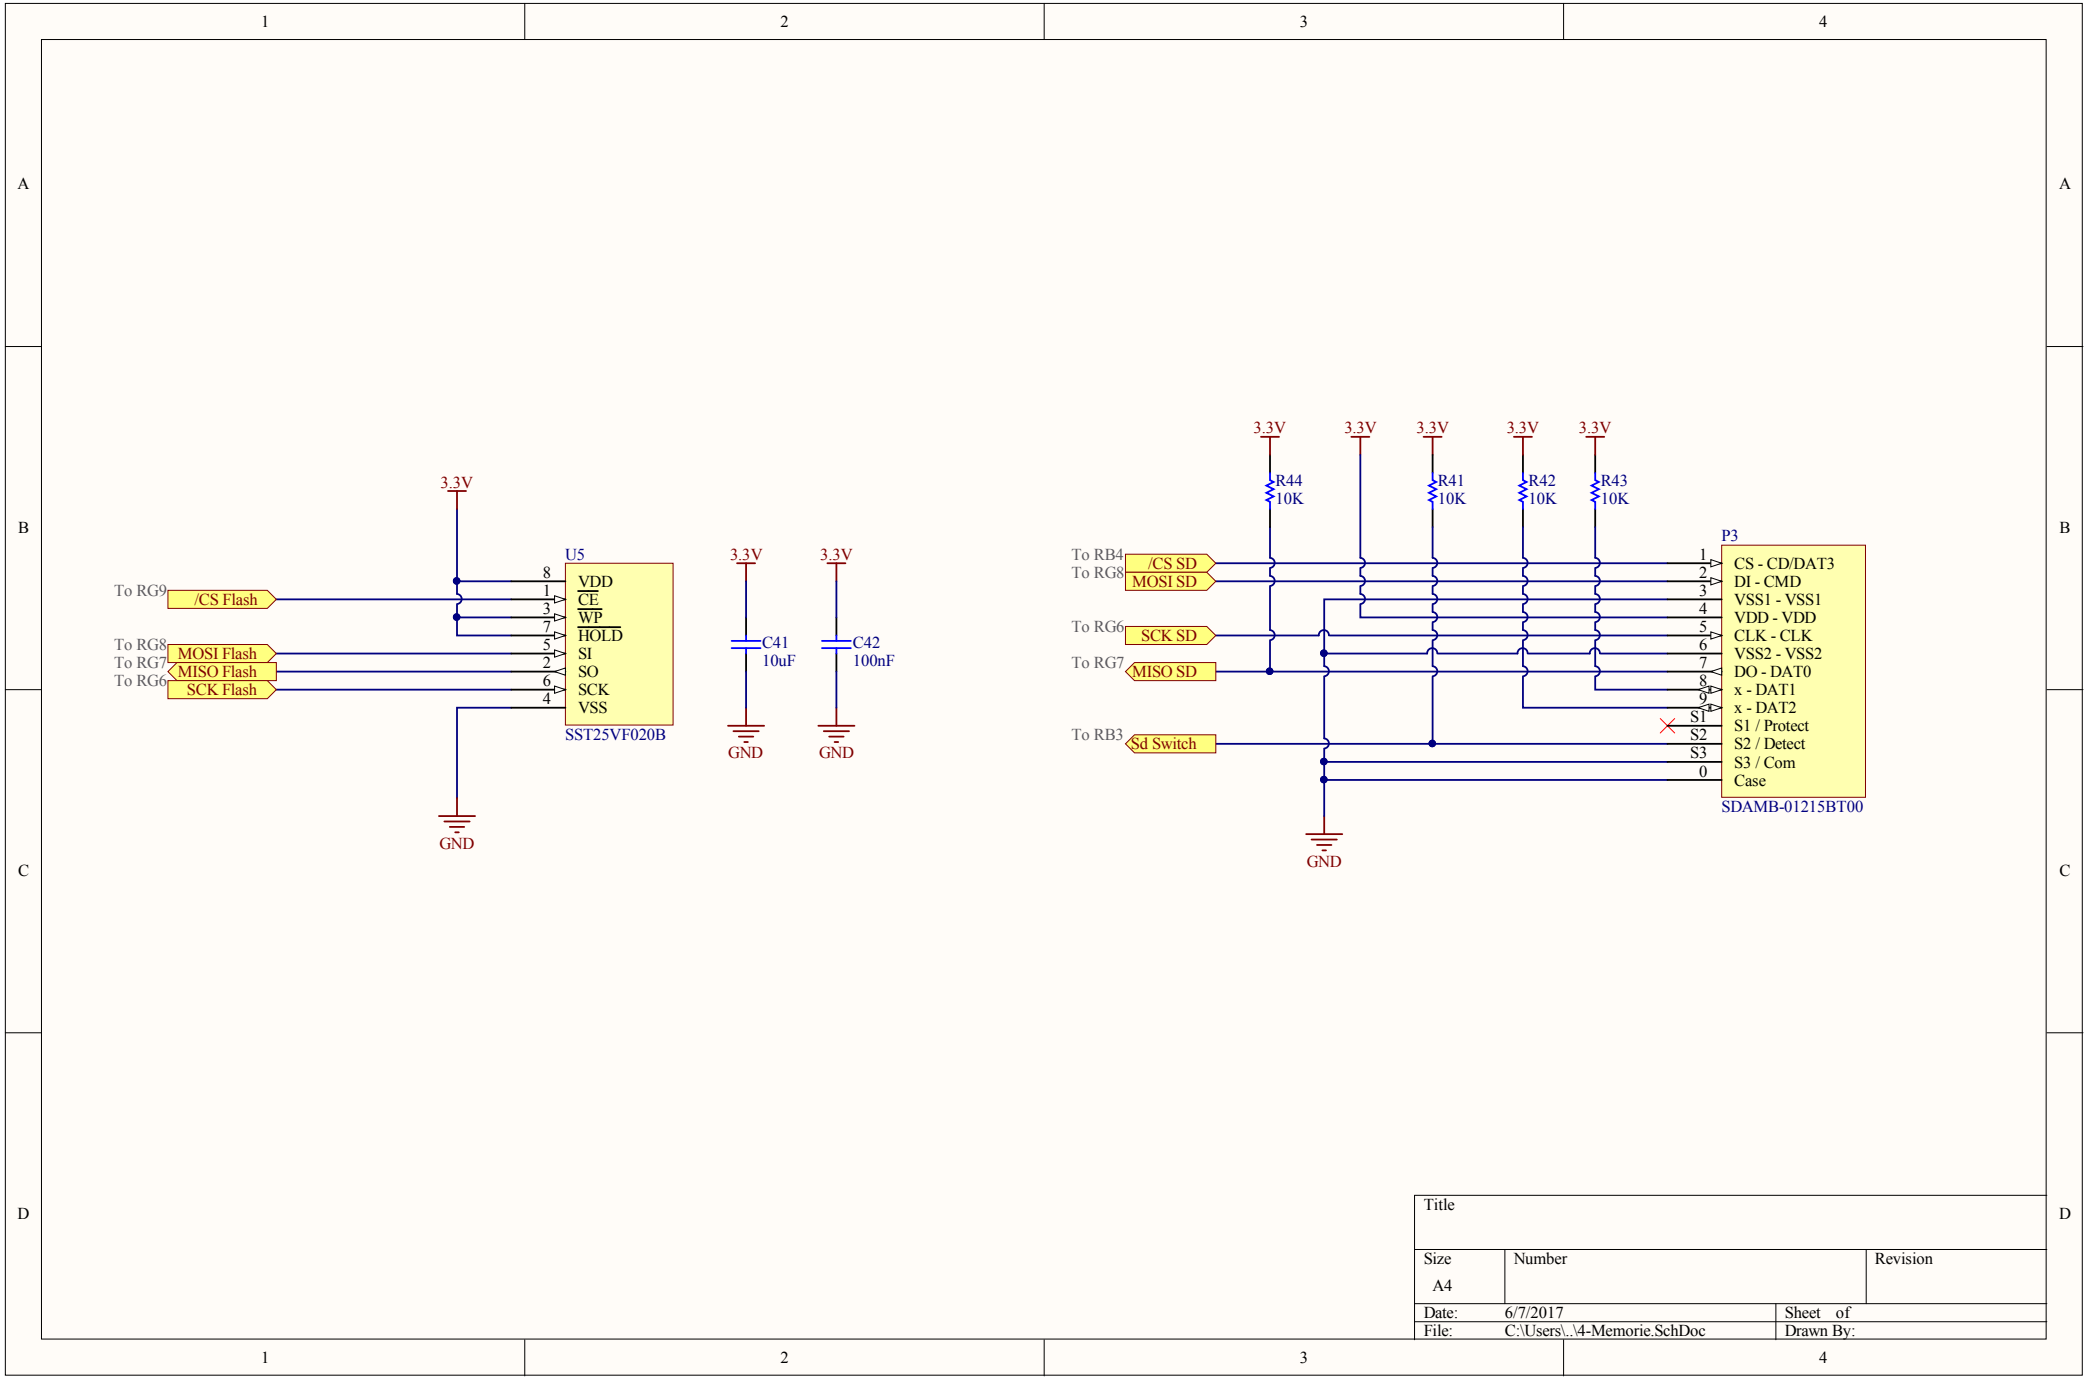 1 2 3 4
A A
B B
C C
D D
3.3V
U5
To RG9
/CS Flash
To RG8
MOSI Flash
To RG7
MISO Flash
To RG6
SCK Flash
8 VDD
1 CE
3 WP
7 HOLD
5 SI
2 SO
6 SCK
4 VSS
SST25VF020B
GND
3.3V
C41
10uF
GND
3.3V
C42
100nF
GND
3.3V 3.3V 3.3V 3.3V 3.3V
R44
10K
R41
10K
R42
10K
R43
10K
To RB4
/CS SD
To RG8
MOSI SD
To RG6
SCK SD
To RG7
MISO SD
To RB3
Sd Switch
GND
P3
1 CS - CD/DAT3
2 DI - CMD
3 VSS1 - VSS1
4 VDD - VDD
5 CLK - CLK
6 VSS2 - VSS2
7 DO - DAT0
8 x - DAT1
9 x - DAT2
S1 S1 / Protect
S2 S2 / Detect
S3 S3 / Com
0 Case
SDAMB-01215BT00
Title
Size Number Revision
A4
Date: 6/7/2017 Sheet of
File: C:\Users\..\4-Memorie.SchDoc Drawn By:
1 2 3 4